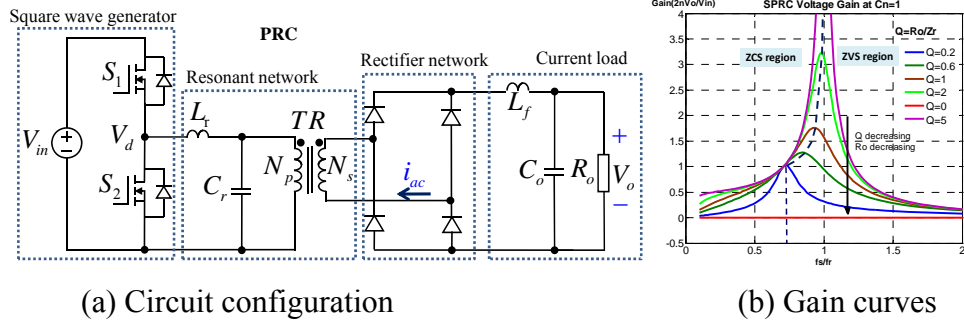 Square wave generator
PRC
Rectifier network
Current load
Resonant network
S1
Lr
TR
Lf
Vin
Vd
Np
Ns
Cr
iac
S2
Co
Ro
+
Vo
−
(a) Circuit configuration
Gain(2nVo/Vin)
SPRC Voltage Gain at Cn=1
4
3.5
3
2.5
2
1.5
1
0.5
0
-0.5
ZCS region
ZVS region
Q=Ro/Zr
Q=0.2
Q=0.6
Q=1
Q=2
Q=0
Q=5
Q decreasing
Ro decreasing
0
0.5
1
1.5
2
fs/fr
(b) Gain curves